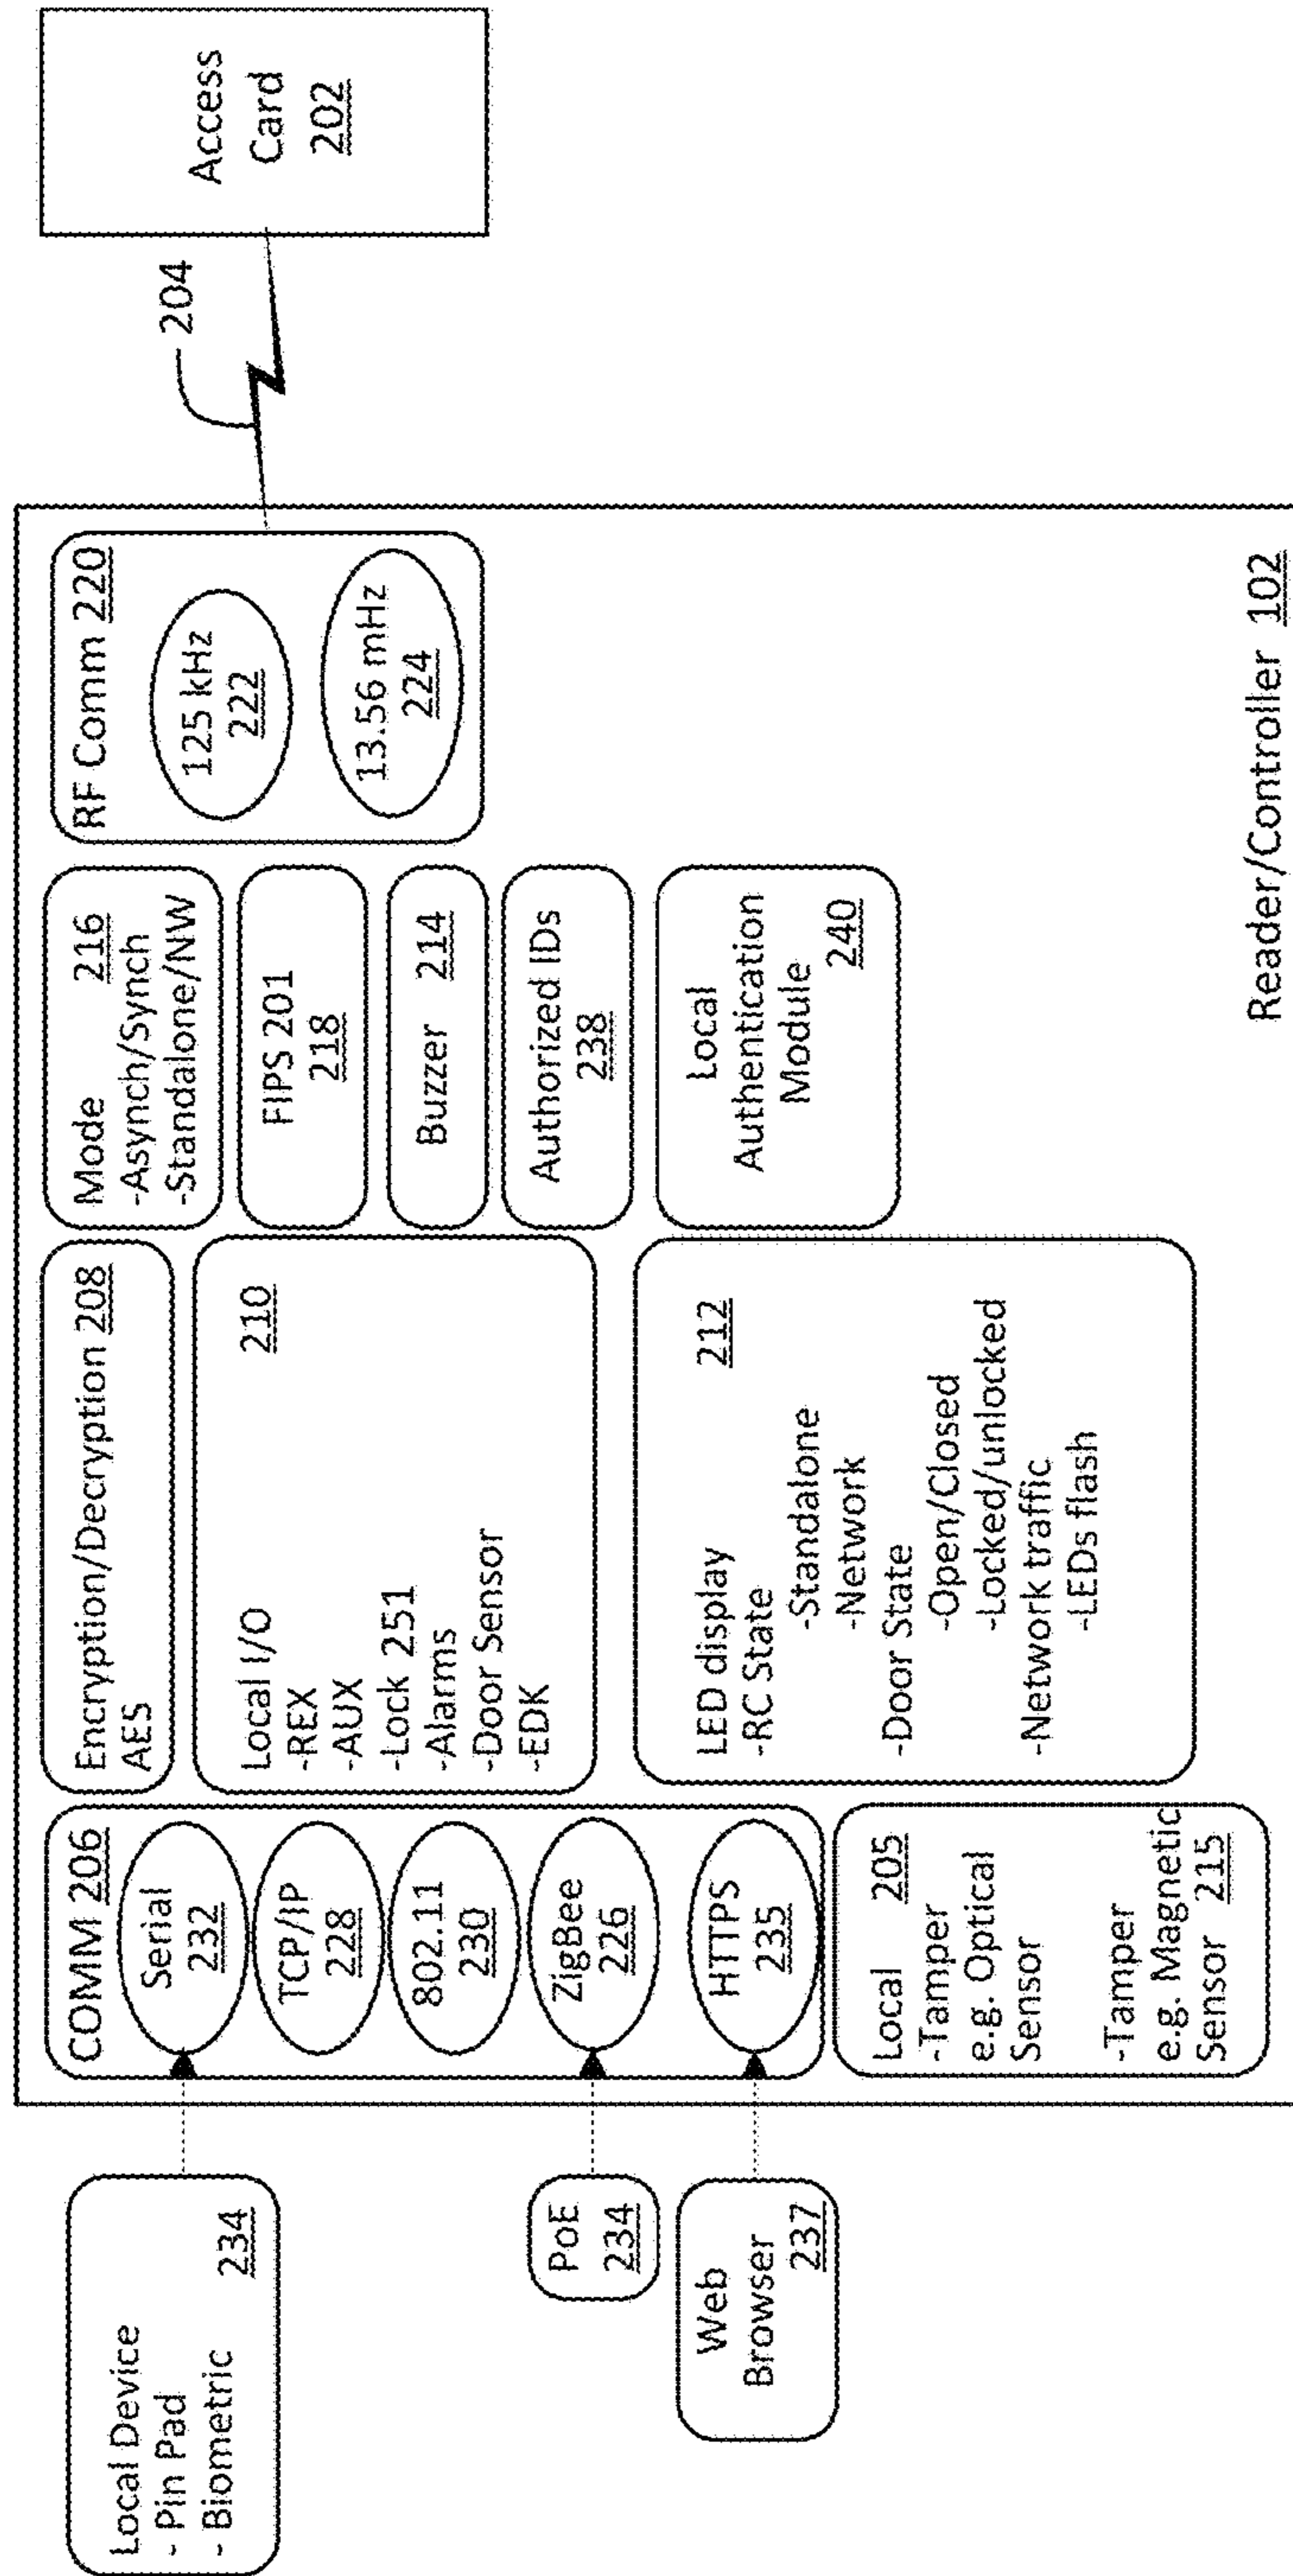 Local Device
- Pin Pad
- Biometric
234
PoE
234
Web
Browser
237
COMM 206
Serial
232
TCP/IP
228
802.11
230
ZigBee
226
HTTPS
235
Local 205
-Tamper
e.g. Optical
Sensor
-Tamper
e.g. Magnetic
Sensor 215
Encryption/Decryption 208
AES
210
Local I/O
-REX
-AUX
-Lock 251
-Alarms
-Door Sensor
-EDK
LED display 212
-RC State
-Standalone
-Network
-Door State
-Open/Closed
-Locked/unlocked
-Network traffic
-LEDs flash
Mode 216
-Asynch/Synch
-Standalone/NW
FIPS 201
218
Buzzer 214
Authorized IDs
238
Local
Authentication
Module
240
RF Comm 220
125 kHz
222
13.56 mHz
224
Reader/Controller 102
204
Access
Card
202